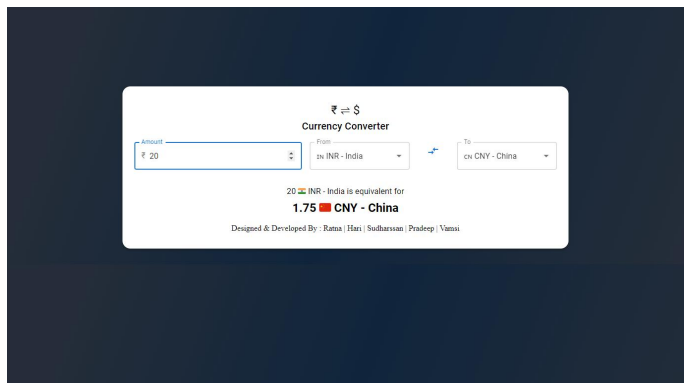 ₹ ⇌ $
Currency Converter
Amount
₹ 20
From
IN INR - India
To
CN CNY - China
20 🇮🇳 INR - India is equivalent for
1.75 🇨🇳 CNY - China
Designed & Developed By : Ratna | Hari | Sudharssan | Pradeep | Vamsi